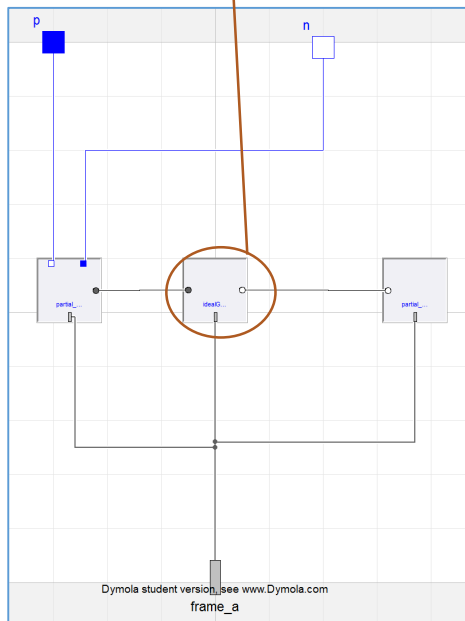 p
n
partial_...
idealG...
partial_...
Dymola student version, see www.Dymola.com
frame_a